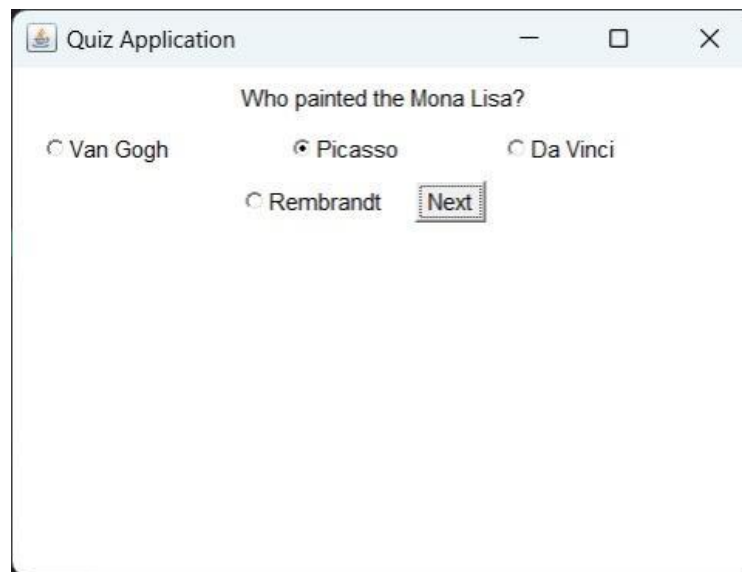 Quiz Application
Who painted the Mona Lisa?
Van Gogh Picasso Da Vinci
Rembrandt Next